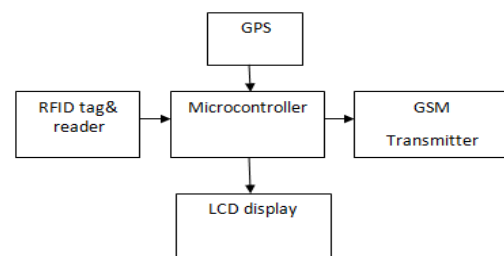 GPS
RFID tag&
reader
Microcontroller
GSM
Transmitter
LCD display